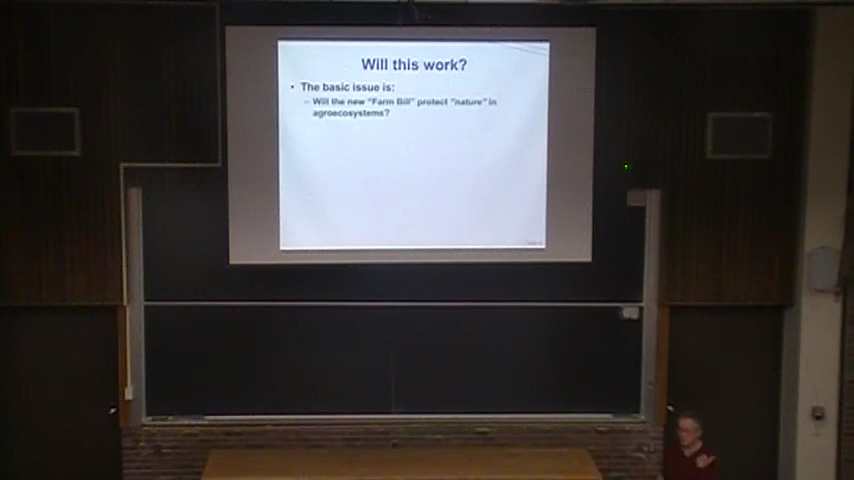 Will this work?
• The basic issue is:
– Will the new "Farm Bill" protect "nature" in
agroecosystems?